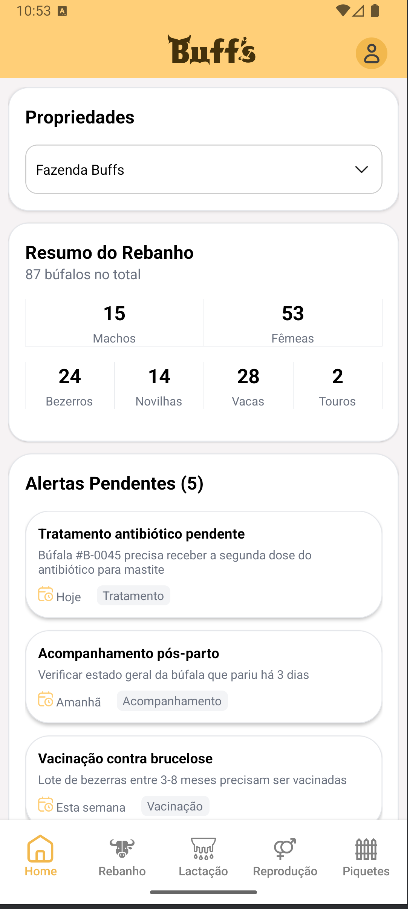 10:53 A
Buff's
Propriedades
Fazenda Buffs
Resumo do Rebanho
87 búfalos no total
15 53
Machos Fêmeas
24 14 28 2
Bezerros Novilhas Vacas Touros
Alertas Pendentes (5)
Tratamento antibiótico pendente
Búfala #B-0045 precisa receber a segunda dose do
antibiótico para mastite
Hoje Tratamento
Acompanhamento pós-parto
Verificar estado geral da búfala que pariu há 3 dias
Amanhã Acompanhamento
Vacinação contra brucelose
Lote de bezerras entre 3-8 meses precisam ser vacinadas
Esta semana Vacinação
Home Rebanho Lactação Reprodução Piquetes